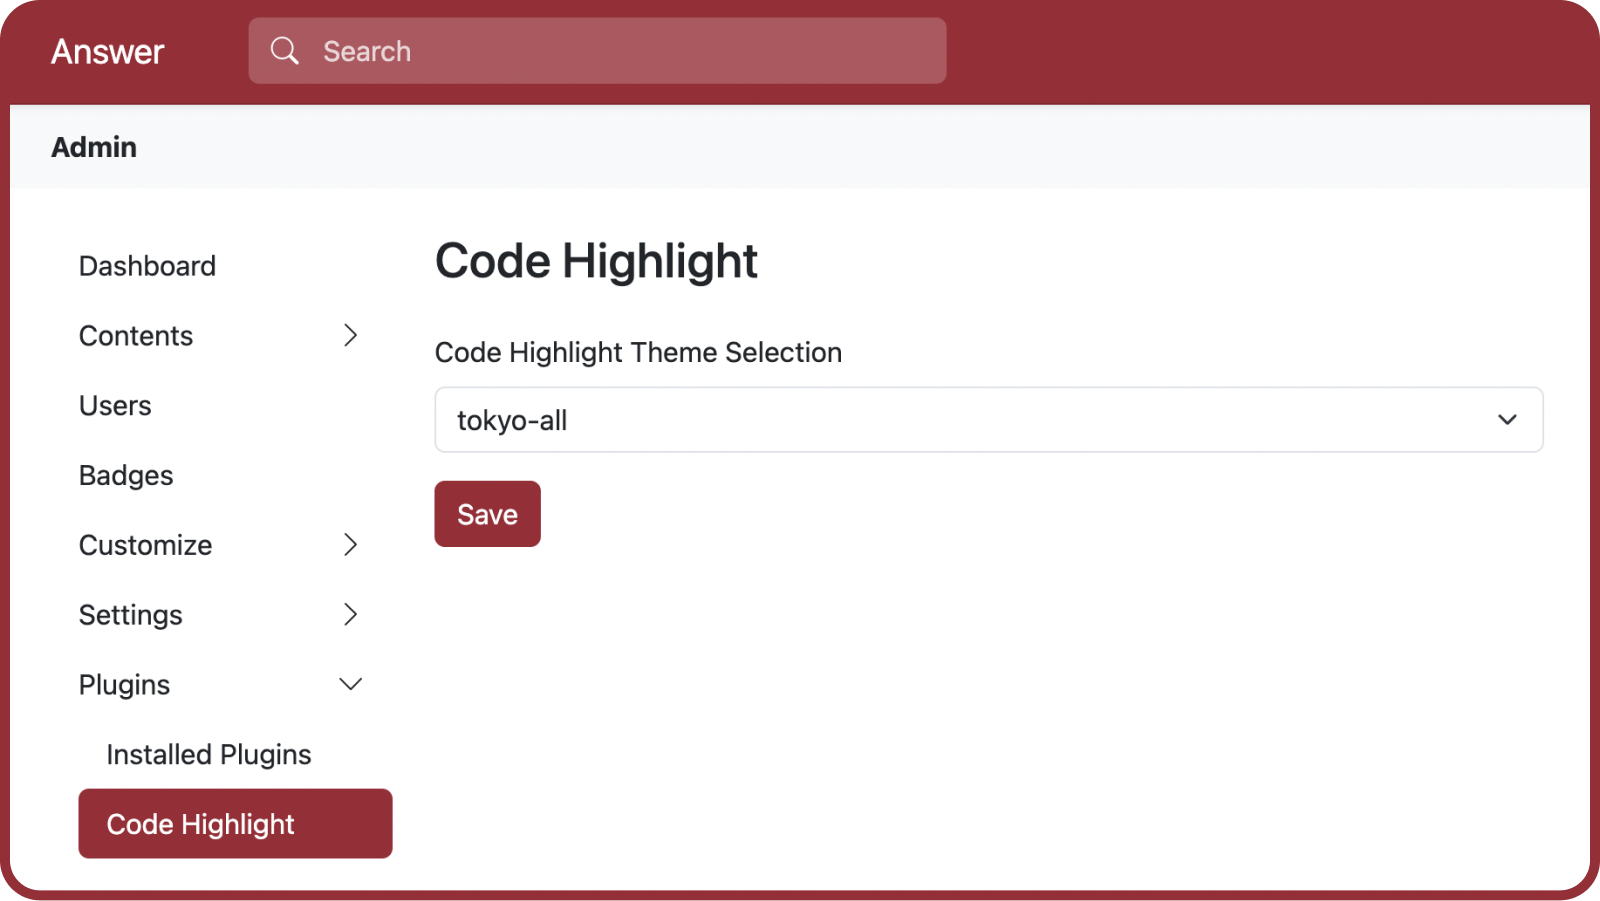 Answer
Search
Admin
Dashboard
Contents
Users
Badges
Customize
Settings
Plugins
Installed Plugins
Code Highlight
Code Highlight
Code Highlight Theme Selection
tokyo-all
Save